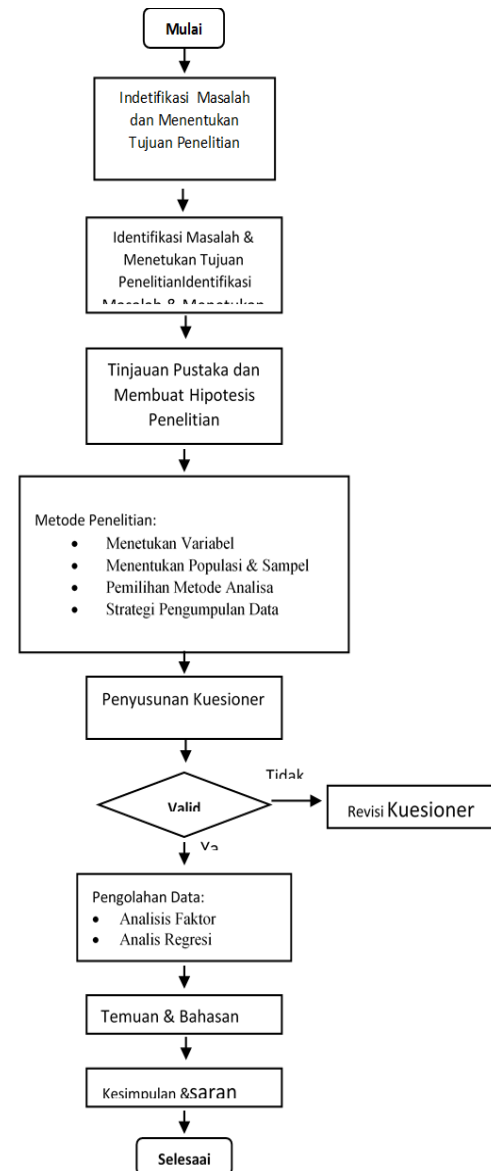 Mulai
Indetifikasi Masalah
dan Menentukan
Tujuan Penelitian
Identifikasi Masalah &
Menetukan Tujuan
PenelitianIdentifikasi
Masalah & Menetukan
Tinjauan Pustaka dan
Membuat Hipotesis
Penelitian
Metode Penelitian:
• Menetukan Variabel
• Menentukan Populasi & Sampel
• Pemilihan Metode Analisa
• Strategi Pengumpulan Data
Penyusunan Kuesioner
Tidak
Valid
Revisi Kuesioner
Ya
Pengolahan Data:
• Analisis Faktor
• Analis Regresi
Temuan & Bahasan
Kesimpulan &saran
Selesaai